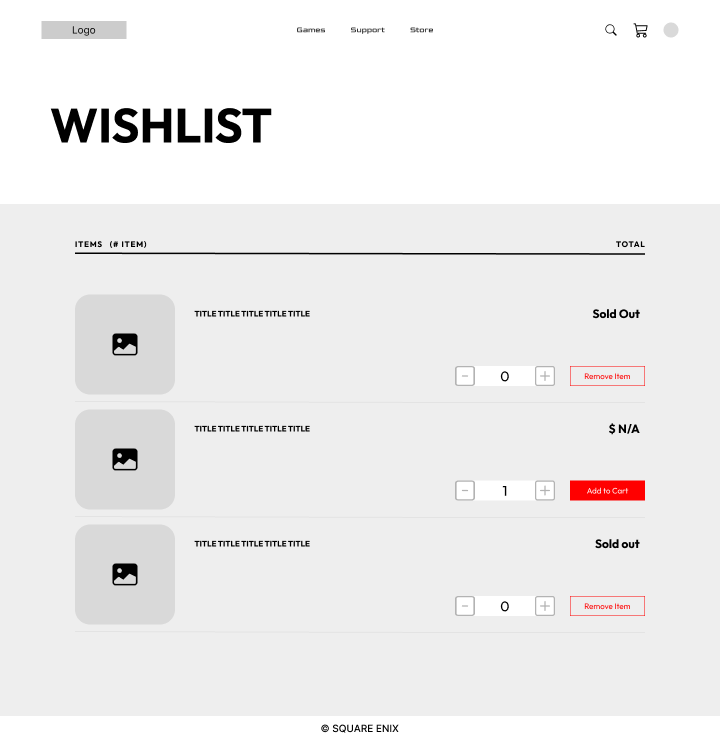 Logo Games Support Store
WISHLIST
ITEMS (# ITEM) TOTAL
TITLE TITLE TITLE TITLE TITLE Sold Out
- 0 + Remove Item
TITLE TITLE TITLE TITLE TITLE $ N/A
- 1 + Add to Cart
TITLE TITLE TITLE TITLE TITLE Sold out
- 0 + Remove Item
© SQUARE ENIX